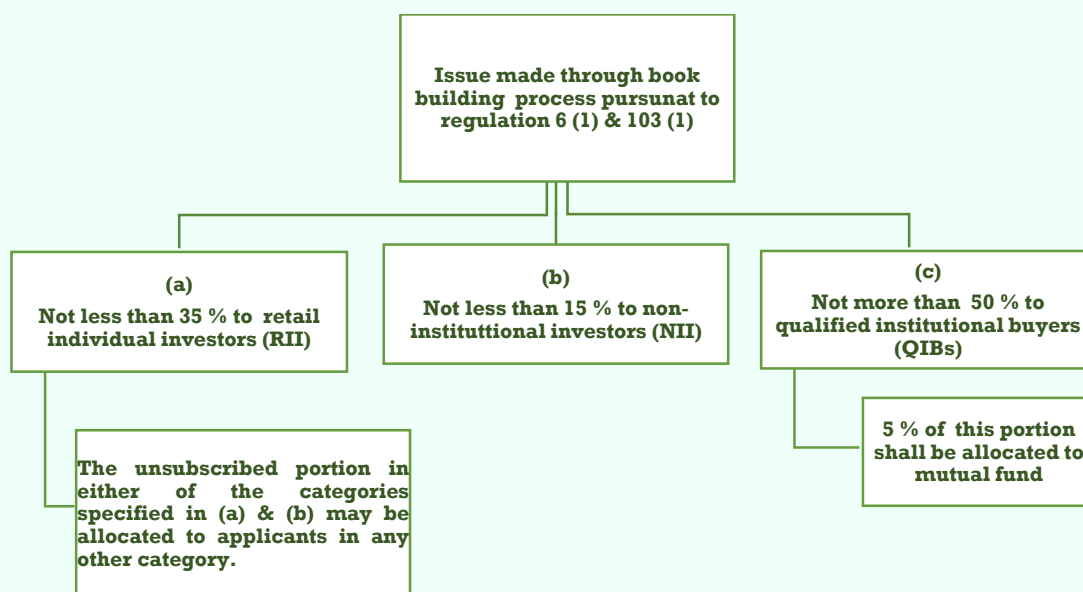 Issue made through book
building process pursunat to
regulation 6 (1) & 103 (1)
(a)
Not less than 35 % to retail
individual investors (RII)
(b)
Not less than 15 % to non-
instituttional investors (NII)
(c)
Not more than 50 % to
qualified institutional buyers
(QIBs)
The unsubscribed portion in
either of the categories
specified in (a) & (b) may be
allocated to applicants in any
other category.
5 % of this portion
shall be allocated to
mutual fund